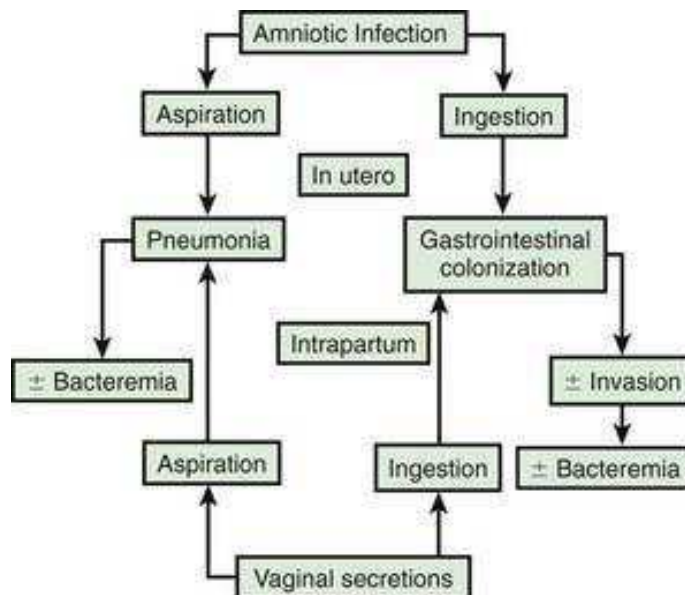 Amniotic Infection
Aspiration
Ingestion
In utero
Pneumonia
Gastrointestinal
colonization
Intrapartum
± Bacteremia
± Invasion
Aspiration
Ingestion
± Bacteremia
Vaginal secretions